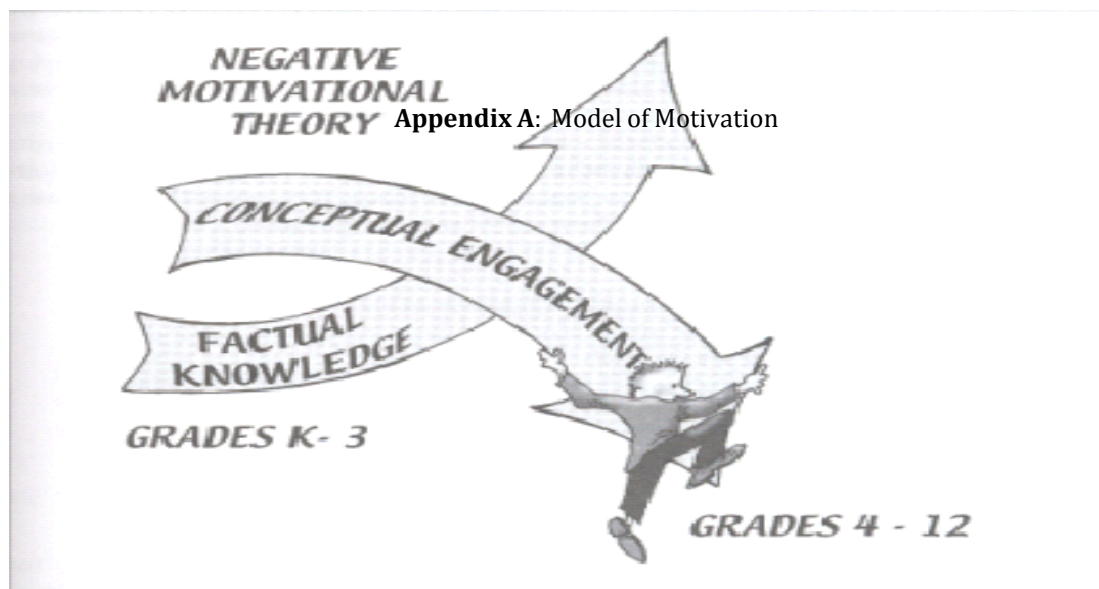 NEGATIVE
MOTIVATIONAL
THEORY
Appendix A: Model of Motivation
CONCEPTUAL ENGAGEMENT
FACTUAL
KNOWLEDGE
GRADES K- 3
GRADES 4 - 12